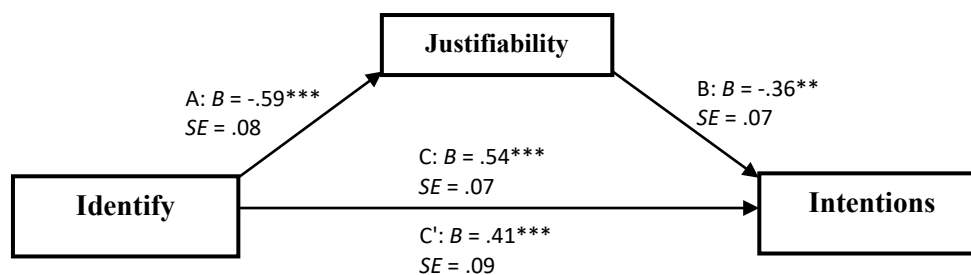 Justifiability
A: B = -.59***
SE = .08
B: B = -.36**
SE = .07
C: B = .54***
SE = .07
Identify
Intentions
C': B = .41***
SE = .09